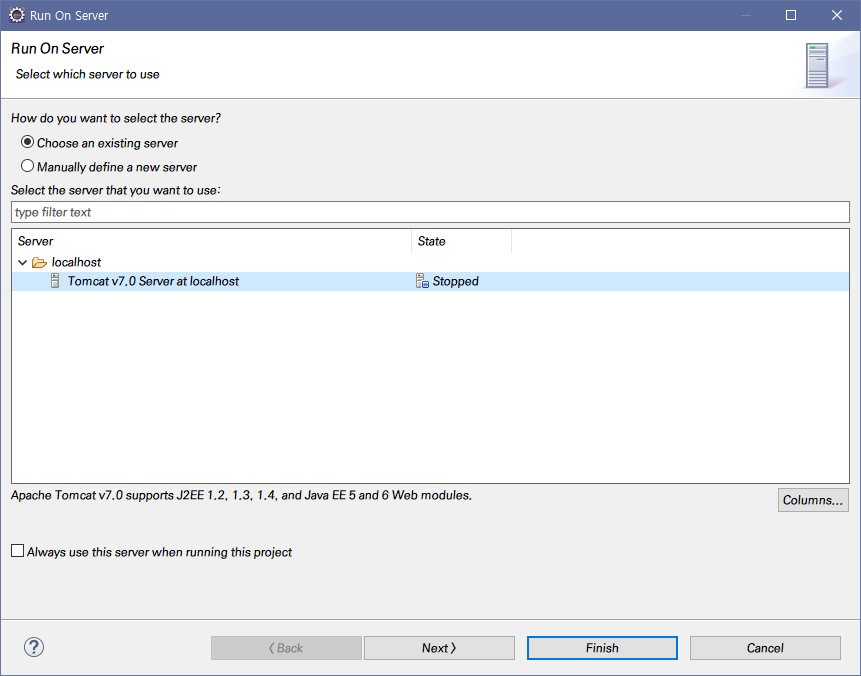 Run On Server
Run On Server
Select which server to use
How do you want to select the server?
Choose an existing server
Manually define a new server
Select the server that you want to use:
type filter text
Server State
localhost
Tomcat v7.0 Server at localhost Stopped
Apache Tomcat v7.0 supports J2EE 1.2, 1.3, 1.4, and Java EE 5 and 6 Web modules.
Columns...
Always use this server when running this project
? < Back Next > Finish Cancel